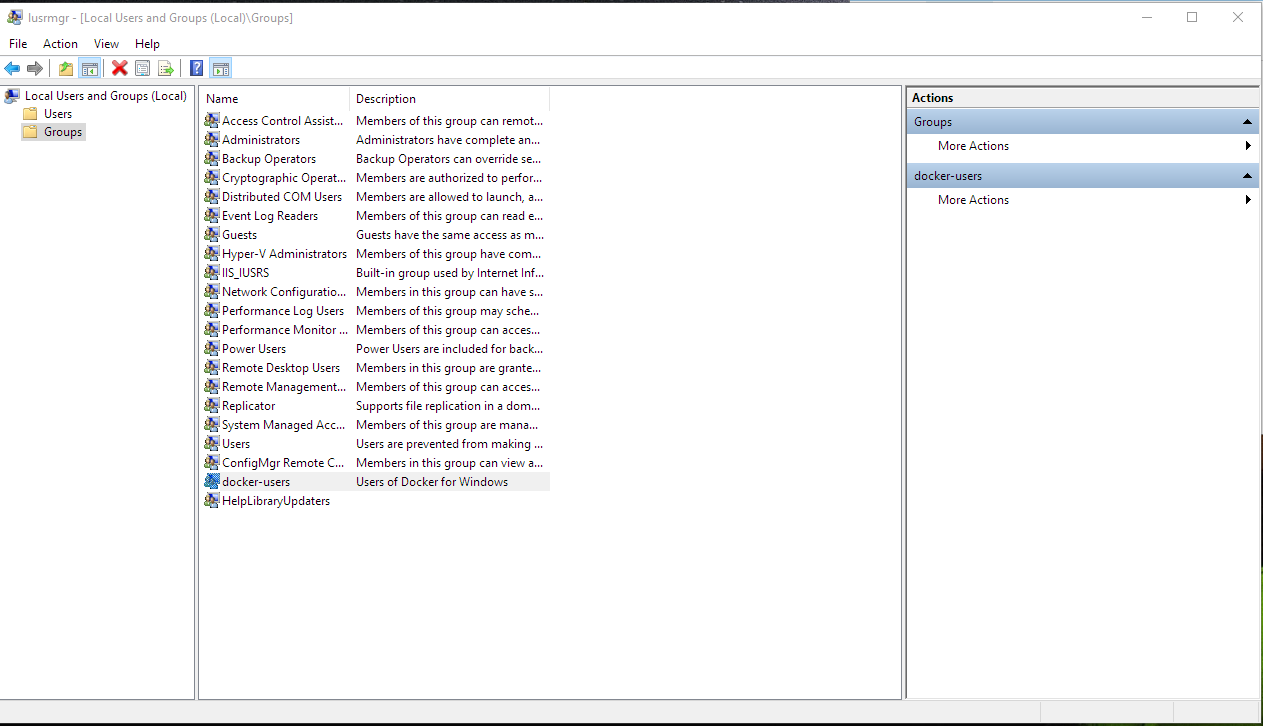 lusrmgr - [Local Users and Groups (Local)\Groups]
File Action View Help
Local Users and Groups (Local)
Users
Groups
Name Description
Access Control Assist... Members of this group can remot...
Administrators Administrators have complete an...
Backup Operators Backup Operators can override se...
Cryptographic Operat... Members are authorized to perfor...
Distributed COM Users Members are allowed to launch, a...
Event Log Readers Members of this group can read e...
Guests Guests have the same access as m...
Hyper-V Administrators Members of this group have com...
IIS_IUSRS Built-in group used by Internet Inf...
Network Configuratio... Members in this group can have s...
Performance Log Users Members of this group may sche...
Performance Monitor ... Members of this group can acces...
Power Users Power Users are included for back...
Remote Desktop Users Members in this group are grante...
Remote Management... Members of this group can acces...
Replicator Supports file replication in a dom...
System Managed Acc... Members of this group are mana...
Users Users are prevented from making ...
ConfigMgr Remote C... Members in this group can view a...
docker-users Users of Docker for Windows
HelpLibraryUpdaters
Actions
Groups
More Actions
docker-users
More Actions